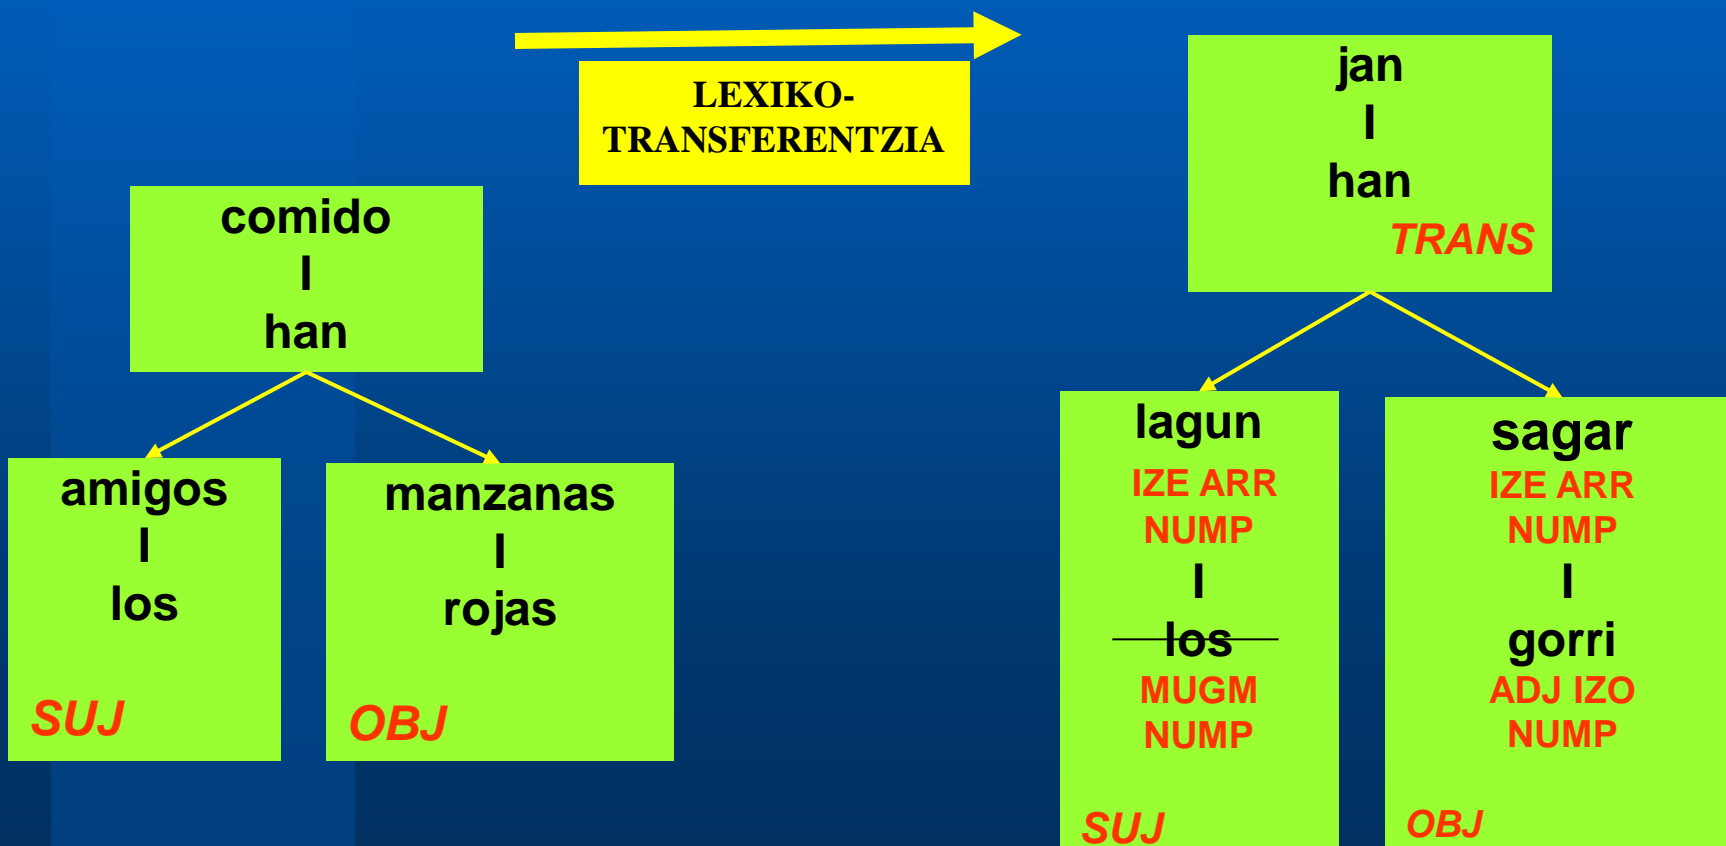 LEXIKO-
TRANSFERENTZIA
comido
I
han
amigos
I
los
SUJ
manzanas
I
rojas
OBJ
jan
I
han
TRANS
lagun
IZE ARR
NUMP
I
los
MUGM
NUMP
SUJ
sagar
IZE ARR
NUMP
I
gorri
ADJ IZO
NUMP
OBJ